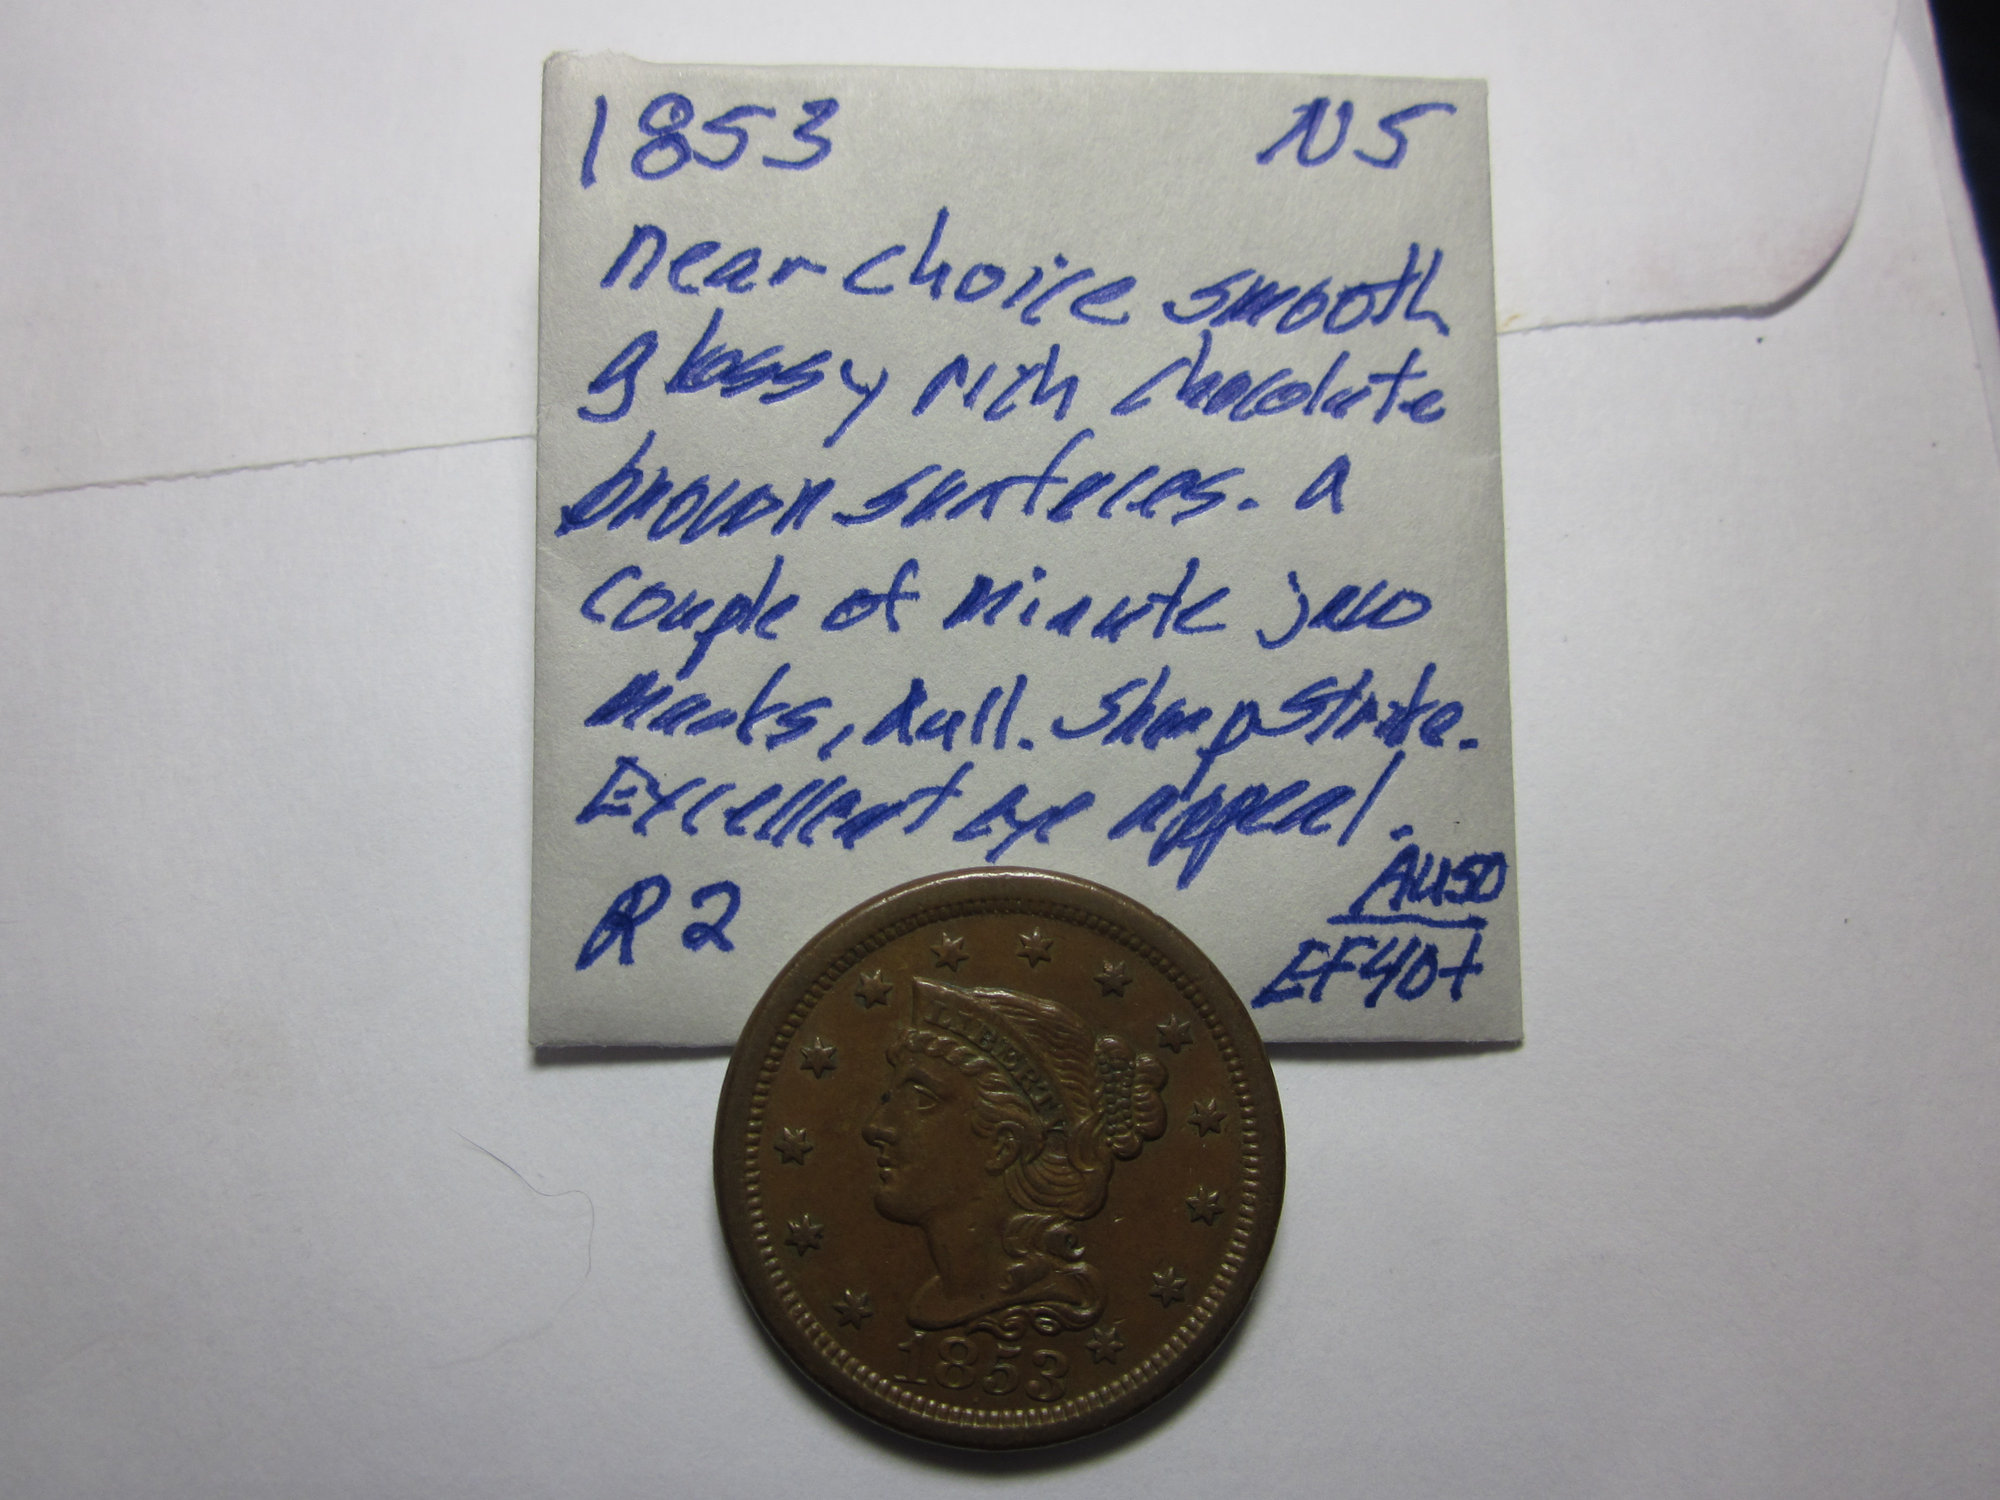 1853 N5
near choice smooth
glossy rich chocolate
brown surfaces. a
couple of minute jaw
marks, dull. Sharp Strike.
Excellent eye appeal.
R2
AU50
EF40+
LIBERTY
1853